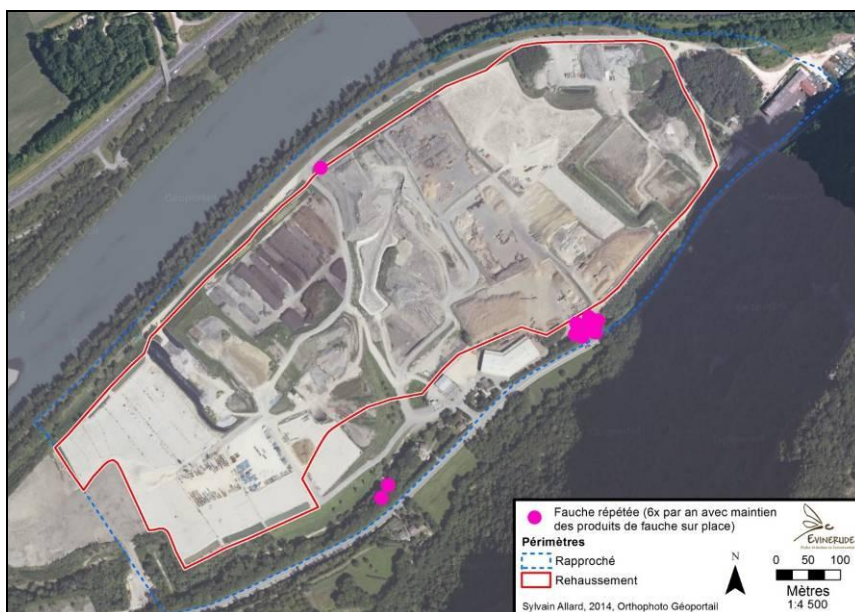 Fauche répétée (6x par an avec maintien
des produits de fauche sur place)
Périmètres
Rapproché
Rehaussement
EVINERUDE
N
0 50 100
Mètres
1:4 500
Sylvain Allard, 2014, Orthophoto Géoportail